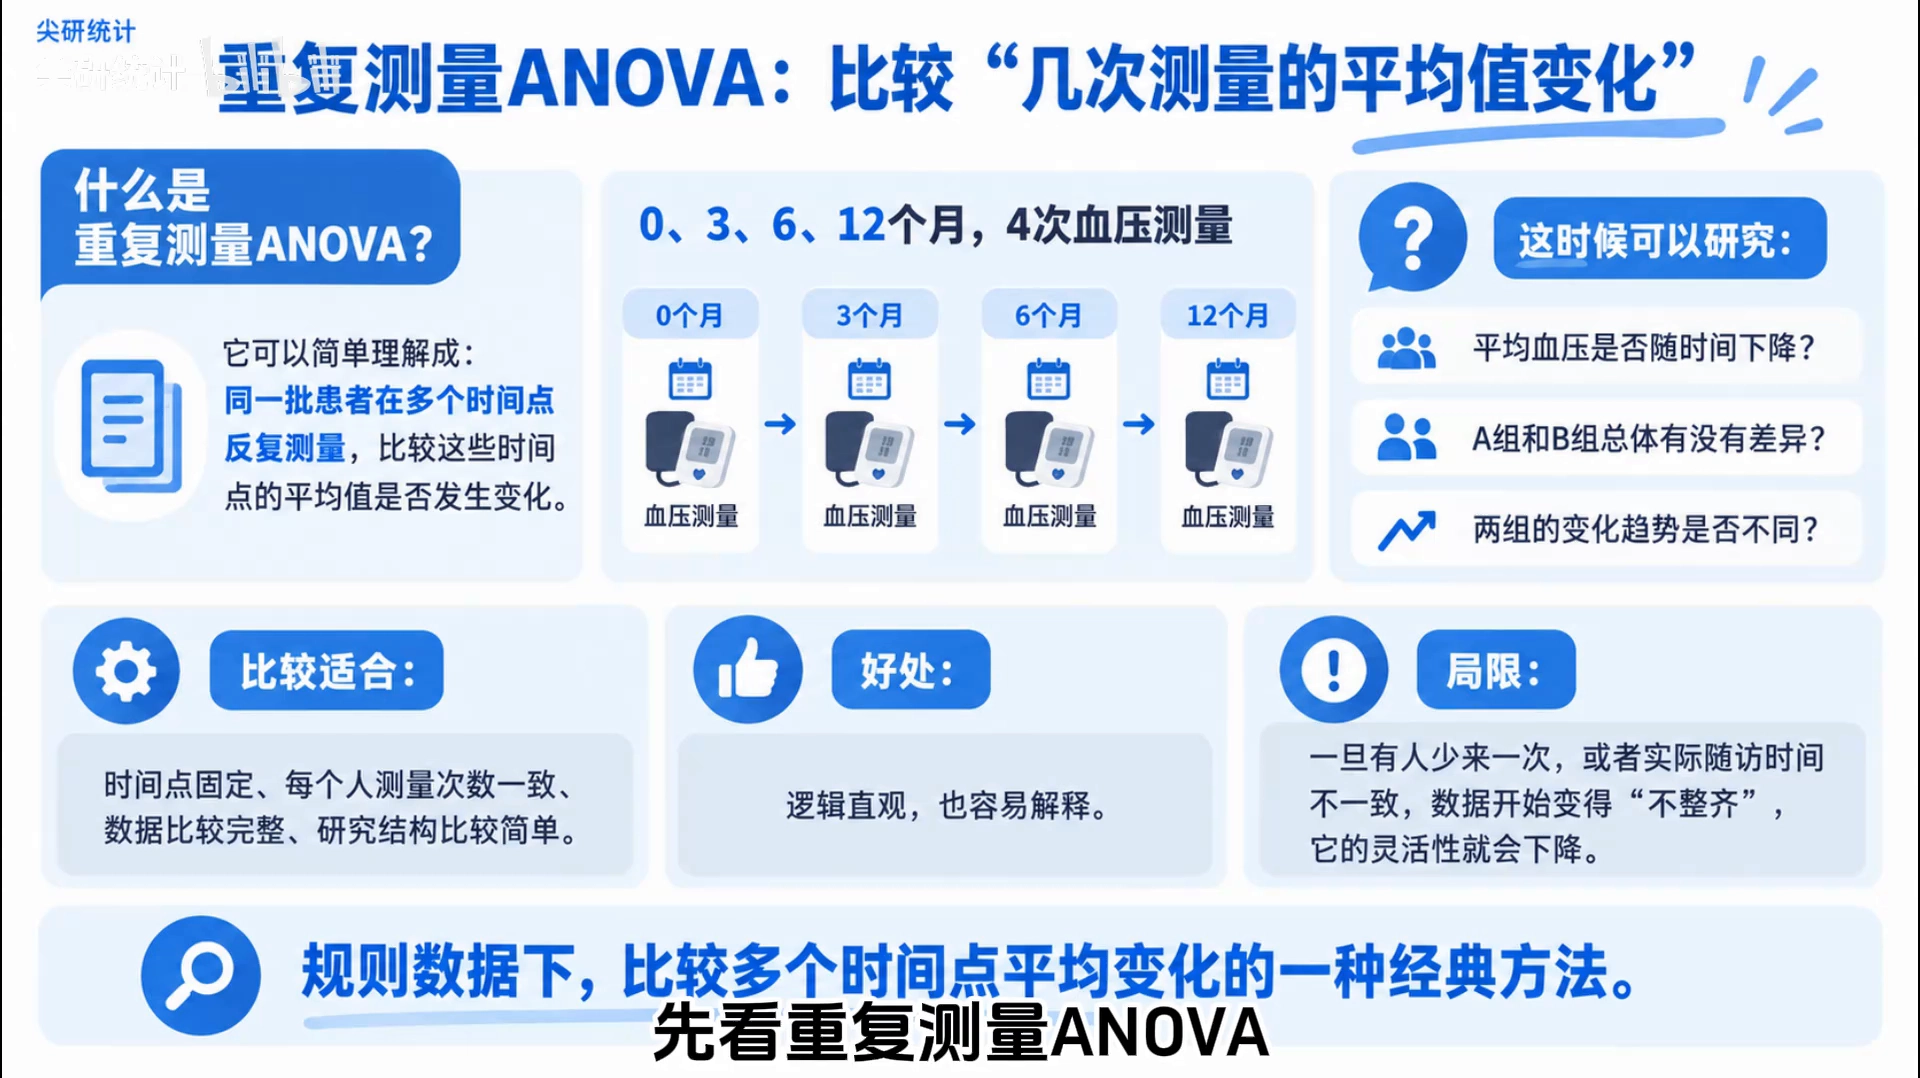 尖研统计
尖研统计 bilibili
重复测量ANOVA：比较“几次测量的平均值变化”
什么是
重复测量ANOVA？
它可以简单理解成：
同一批患者在多个时间点
反复测量，比较这些时间
点的平均值是否发生变化。
0、3、6、12个月，4次血压测量
0个月
血压测量
3个月
血压测量
6个月
血压测量
12个月
血压测量
这时候可以研究：
平均血压是否随时间下降？
A组和B组总体有没有差异？
两组的变化趋势是否不同？
比较适合：
时间点固定、每个人测量次数一致、
数据比较完整、研究结构比较简单。
好处：
逻辑直观，也容易解释。
局限：
一旦有人少来一次，或者实际随访时间
不一致，数据开始变得“不整齐”，
它的灵活性就会下降。
规则数据下，比较多个时间点平均变化的一种经典方法。
先看重复测量ANOVA